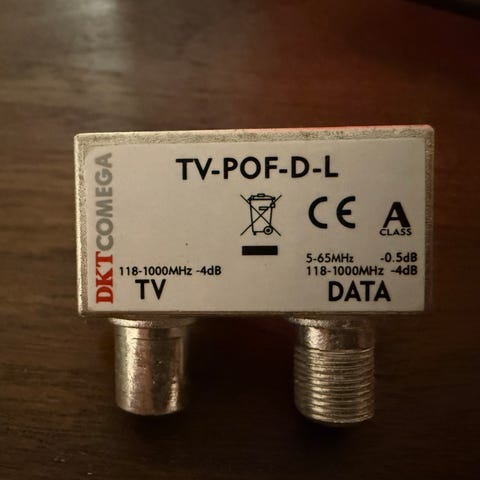 DKTCOMEGA
TV-POF-D-L
CE
A
CLASS
118-1000MHz -4dB
TV
5-65MHz -0.5dB
118-1000MHz -4dB
DATA